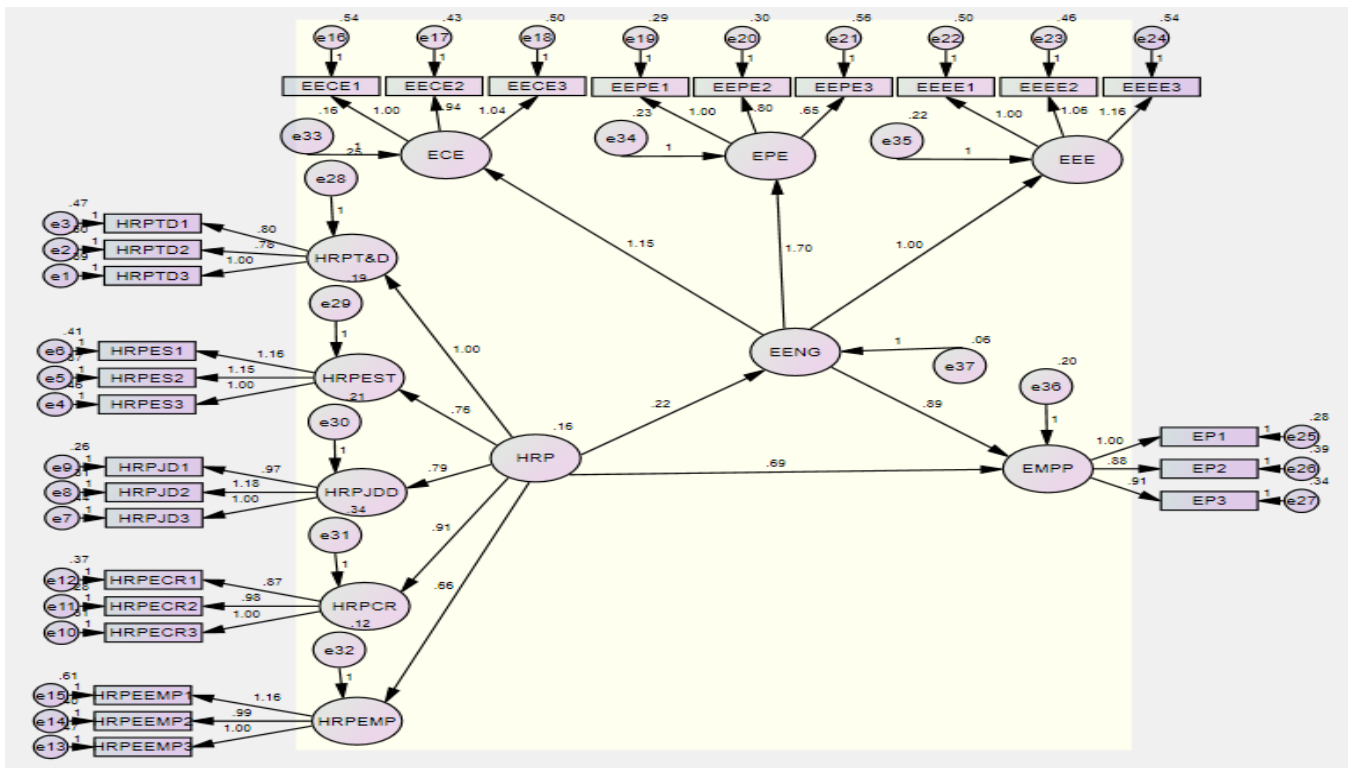 .54 .43 .50 .29 .30 .56 .50 .46 .54
e16 e17 e18 e19 e20 e21 e22 e23 e24
1 1 1 1 1 1 1 1 1
EECE1 EECE2 EECE3 EEPE1 EEPE2 EEPE3 EEEE1 EEEE2 EEEE3
.16 1.00 .94 1.04 .23 1.00 .80 .65 .22 1.00 1.06 1.16
e33 1 ECE e34 1 EPE e35 1 EEE
.25
e28
1
.47
e3 1 HRPTD1 .80
e2 1 HRPTD2 .78
e1 1 HRPTD3 1.00
HRPT&D
1.15 1.70 1.00
.19
e29
1
.41
e6 1 HRPES1 1.16
e5 1 HRPES2 1.15
e4 1 HRPES3 1.00
HRPEST
1.00
.76
EENG 1 .06
e37
.20
e36
1
.21
e30
1
.26
e9 1 HRPJD1 .97
e8 1 HRPJD2 1.18
e7 1 HRPJD3 1.00
HRPJDD
.79
.16
HRP
.22
.69
.89
EMPP
1.00 EP1 1 e25 .28
.88 EP2 1 e26 .39
.91 EP3 1 e27 .34
.34
e31
1
.37
e12 1 HRPECR1 .87
e11 1 HRPECR2 .98
e10 1 HRPECR3 1.00
HRPCR
.91
.66
.12
e32
1
.61
e15 1 HRPEEMP1 1.16
e14 1 HRPEEMP2 .99
e13 1 HRPEEMP3 1.00
HRPEMP